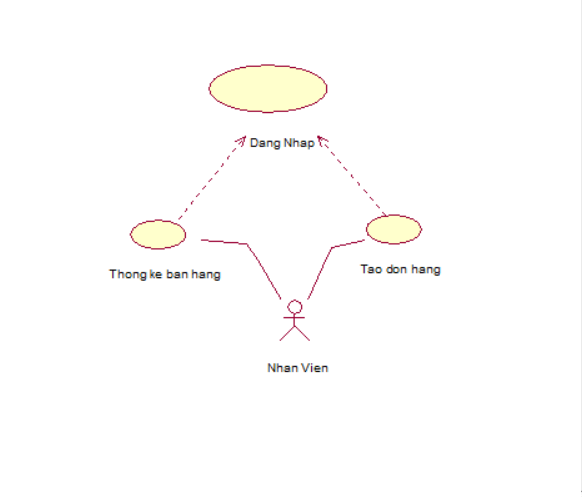 Dang Nhap
Thong ke ban hang
Tao don hang
Nhan Vien